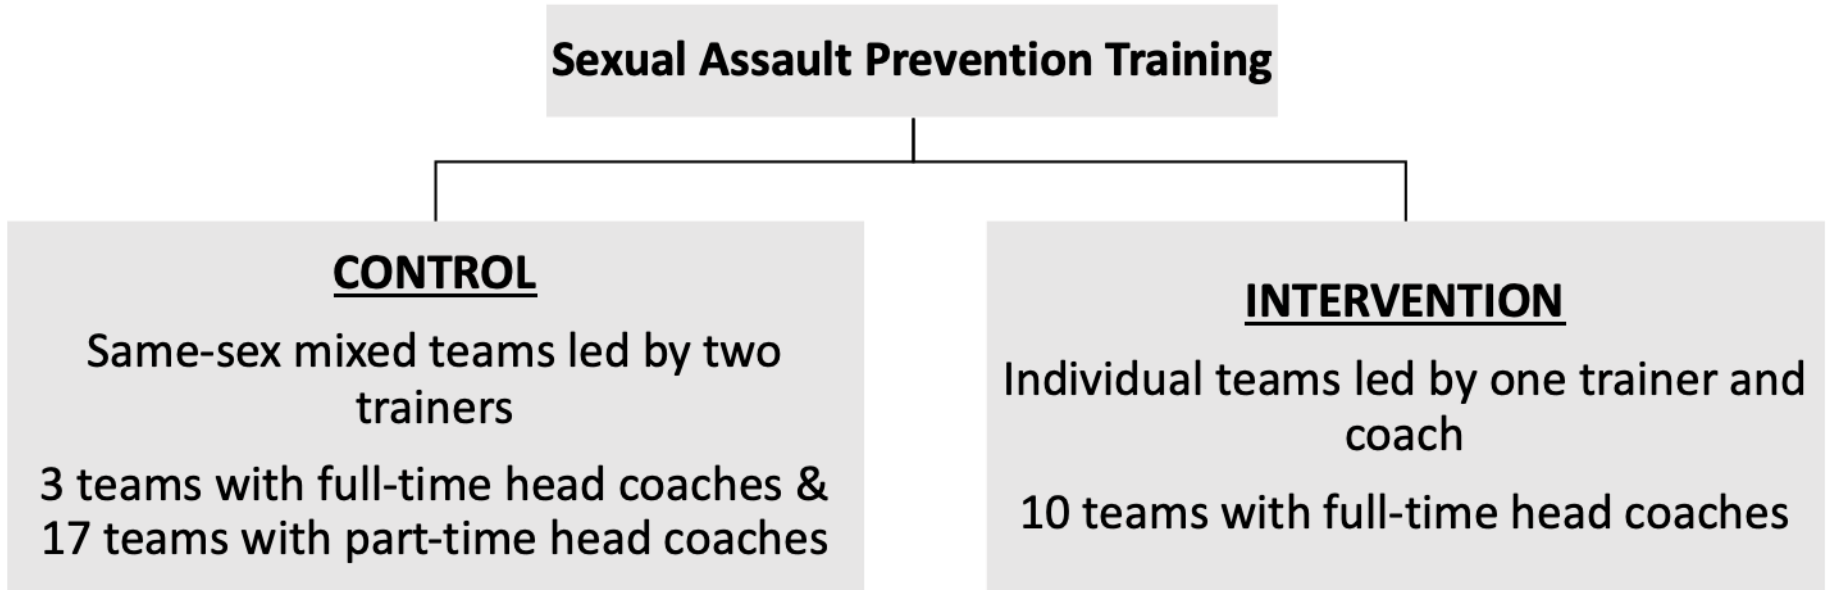 Sexual Assault Prevention Training
CONTROL
Same-sex mixed teams led by two
trainers
3 teams with full-time head coaches &
17 teams with part-time head coaches
INTERVENTION
Individual teams led by one trainer and
coach
10 teams with full-time head coaches